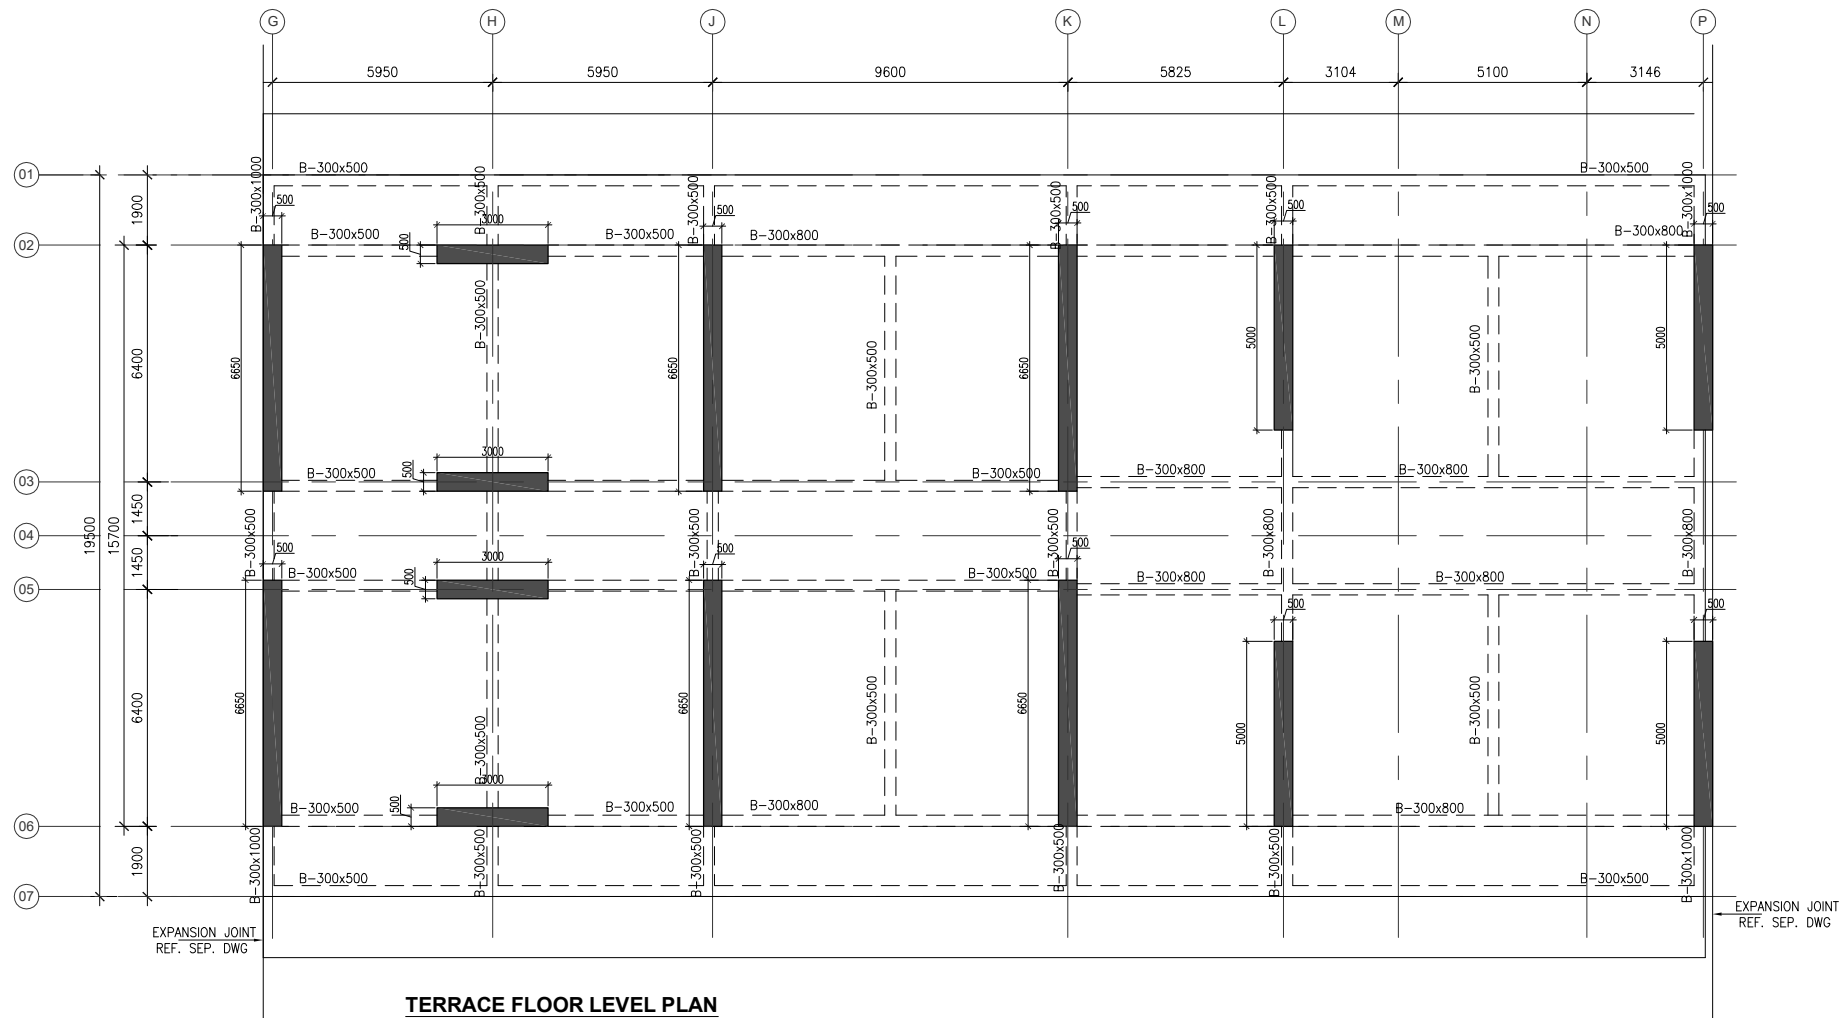 G H J K L M N P
5950 5950 9600 5825 3104 5100 3146
B-300x1000 B-300x500 B-300x500 B-300x500 B-300x500 B-300x500 B-300x500 B-300x1000
01
500 3000 500 500 500 500
1900
02 B-300x500 500 B-300x500 B-300x800 B-300x800
B-300x500
6400 6650 6650 B-300x500 6650 5000 B-300x500 5000
3000
B-300x500 500 B-300x500 B-300x800 B-300x800
03
1450
19500 15700
04 B-300x500 B-300x500 B-300x500 B-300x800 B-300x800
500 3000 500 500
1450
B-300x500 500 B-300x500 B-300x800 B-300x800
05
500 500
6400 6650 B-300x500 6650 B-300x500 6650 5000 B-300x500 5000
3000
B-300x500 500 B-300x500 B-300x800 B-300x800
06
1900
B-300x1000 B-300x500 B-300x500 B-300x500 B-300x500 B-300x1000
B-300x500 B-300x500
07
EXPANSION JOINT
REF. SEP. DWG
EXPANSION JOINT
REF. SEP. DWG
TERRACE FLOOR LEVEL PLAN